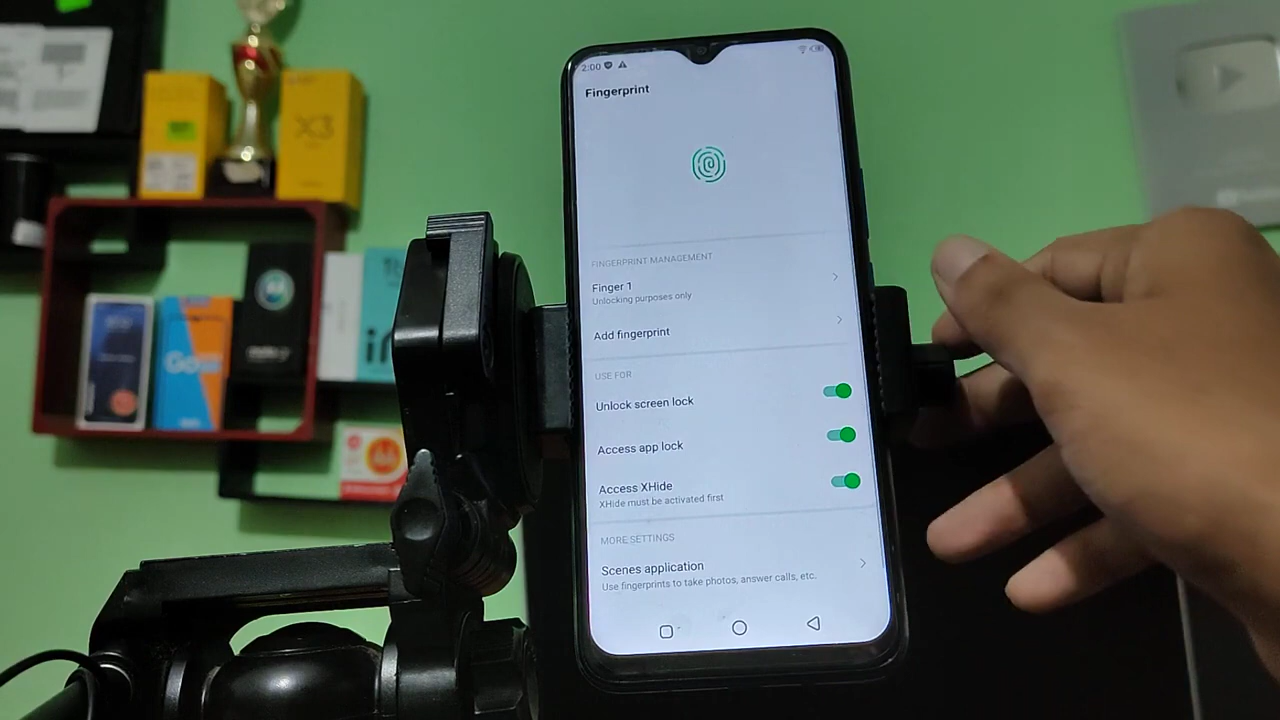 X3
Go
in
2:00
Fingerprint
FINGERPRINT MANAGEMENT
Finger 1
Unlocking purposes only
Add fingerprint
USE FOR
Unlock screen lock
Access app lock
Access XHide
XHide must be activated first
MORE SETTINGS
Scenes application
Use fingerprints to take photos, answer calls, etc.